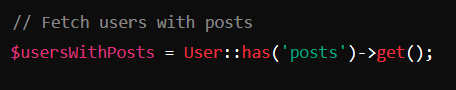 // Fetch users with posts
$usersWithPosts = User::has('posts')->get();